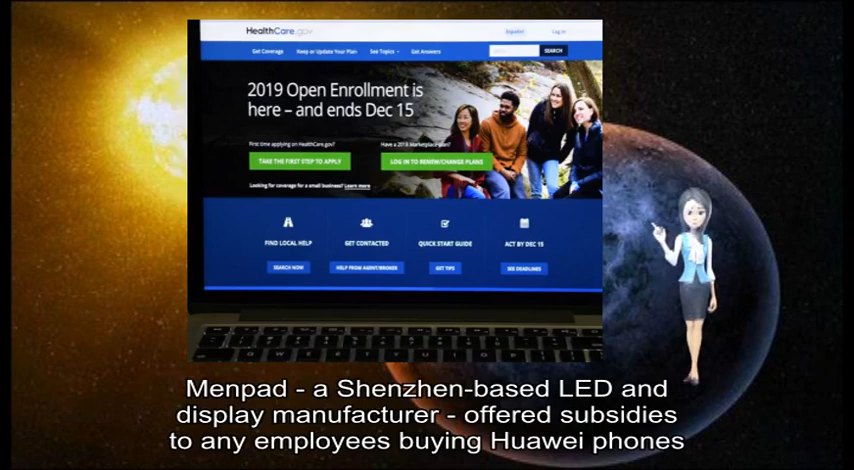 HealthCare.gov
Español Log in
Get Coverage Keep or Update Your Plan See Topics Get Answers
SEARCH
2019 Open Enrollment is
here – and ends Dec 15
First time applying on HealthCare.gov? Have a 2018 Marketplace plan?
TAKE THE FIRST STEP TO APPLY LOG IN TO RENEW/CHANGE PLANS
Looking for coverage for a small business? Learn more
FIND LOCAL HELP GET CONTACTED QUICK START GUIDE ACT BY DEC 15
SEARCH NOW HELP FROM AGENT/BROKER GET TIPS SEE DEADLINES
Menpad - a Shenzhen-based LED and
display manufacturer - offered subsidies
to any employees buying Huawei phones